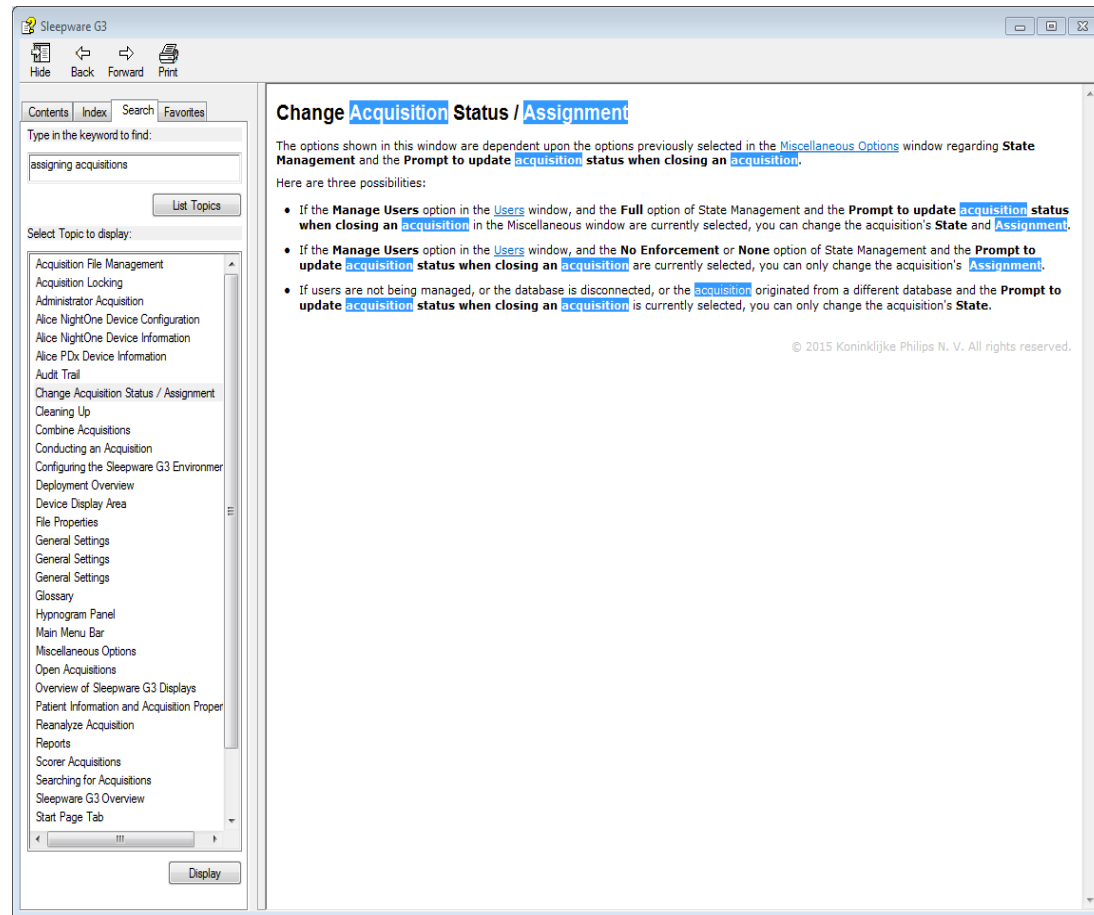 Sleepware G3
Hide Back Forward Print
Contents Index Search Favorites
Type in the keyword to find:
assigning acquisitions
List Topics
Select Topic to display:
Acquisition File Management
Acquisition Locking
Administrator Acquisition
Alice NightOne Device Configuration
Alice NightOne Device Information
Alice PDx Device Information
Audit Trail
Change Acquisition Status / Assignment
Cleaning Up
Combine Acquisitions
Conducting an Acquisition
Configuring the Sleepware G3 Environmer
Deployment Overview
Device Display Area
File Properties
General Settings
General Settings
General Settings
Glossary
Hypnogram Panel
Main Menu Bar
Miscellaneous Options
Open Acquisitions
Overview of Sleepware G3 Displays
Patient Information and Acquisition Proper
Reanalyze Acquisition
Reports
Scorer Acquisitions
Searching for Acquisitions
Sleepware G3 Overview
Start Page Tab
Display
Change Acquisition Status / Assignment
The options shown in this window are dependent upon the options previously selected in the Miscellaneous Options window regarding State
Management and the Prompt to update acquisition status when closing an acquisition.
Here are three possibilities:
• If the Manage Users option in the Users window, and the Full option of State Management and the Prompt to update acquisition status
when closing an acquisition in the Miscellaneous window are currently selected, you can change the acquisition's State and Assignment.
• If the Manage Users option in the Users window, and the No Enforcement or None option of State Management and the Prompt to
update acquisition status when closing an acquisition are currently selected, you can only change the acquisition's Assignment.
• If users are not being managed, or the database is disconnected, or the acquisition originated from a different database and the Prompt to
update acquisition status when closing an acquisition is currently selected, you can only change the acquisition's State.
© 2015 Koninklijke Philips N. V. All rights reserved.